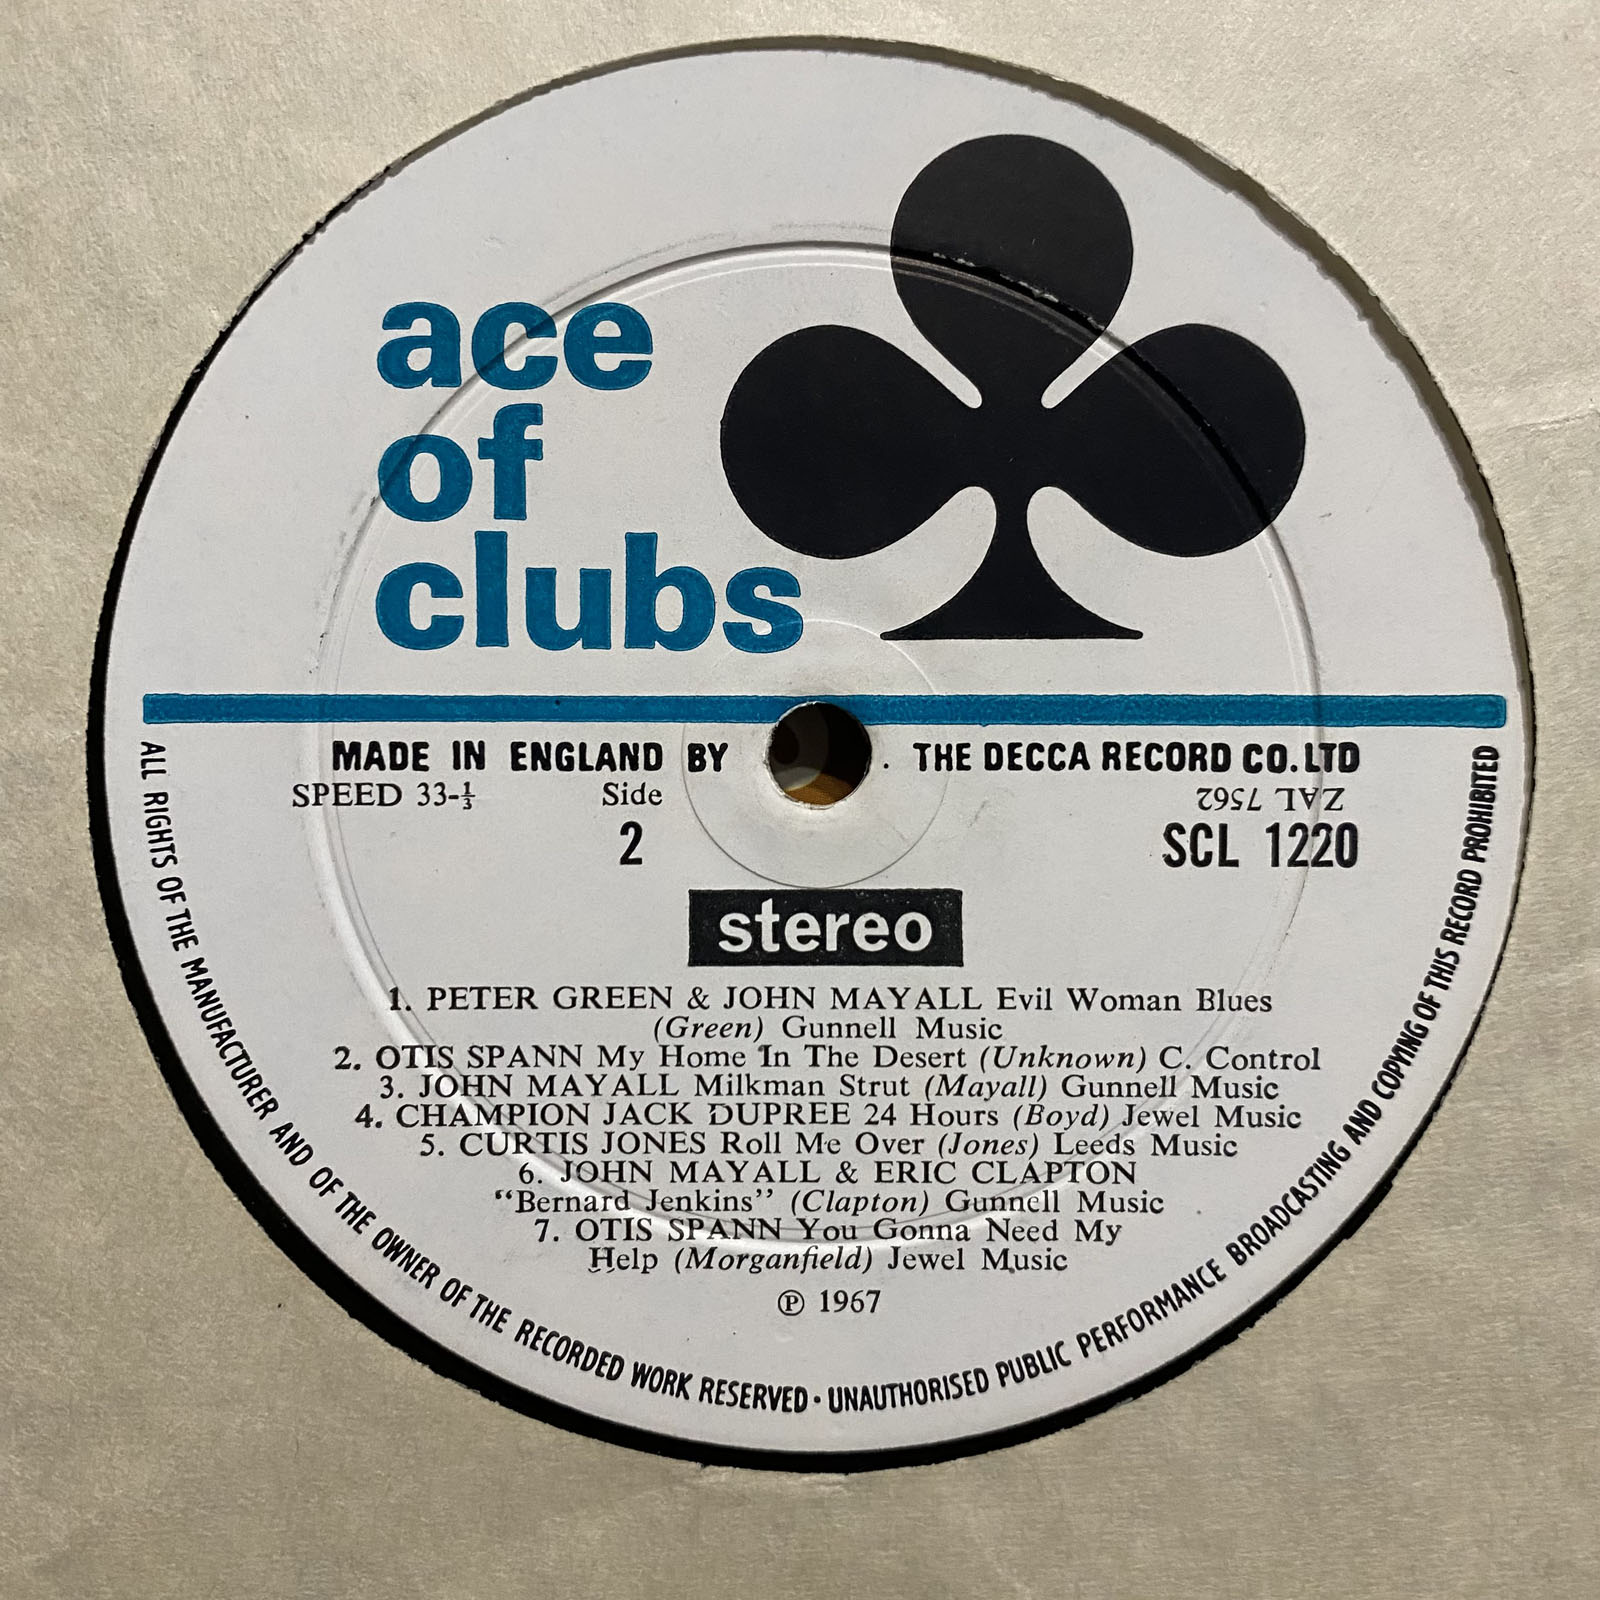 ace
of
clubs
MADE IN ENGLAND BY . THE DECCA RECORD CO. LTD
SPEED 33-⅓ Side ZAL 7562
2 SCL 1220
stereo
1. PETER GREEN & JOHN MAYALL Evil Woman Blues
(Green) Gunnell Music
2. OTIS SPANN My Home In The Desert (Unknown) C. Control
3. JOHN MAYALL Milkman Strut (Mayall) Gunnell Music
4. CHAMPION JACK DUPREE 24 Hours (Boyd) Jewel Music
5. CURTIS JONES Roll Me Over (Jones) Leeds Music
6. JOHN MAYALL & ERIC CLAPTON
“Bernard Jenkins” (Clapton) Gunnell Music
7. OTIS SPANN You Gonna Need My
Help (Morganfield) Jewel Music
℗ 1967
ALL RIGHTS OF THE MANUFACTURER AND OF THE OWNER OF THE RECORDED WORK RESERVED · UNAUTHORISED PUBLIC PERFORMANCE BROADCASTING AND COPYING OF THIS RECORD PROHIBITED